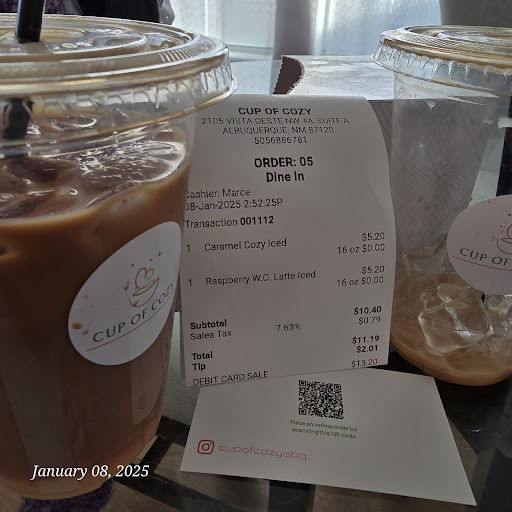 CUP OF COZY
2105 VISTA OESTE NW, #A, SUITE A
ALBUQUERQUE, NM 87120
5056886781
ORDER: 05
Dine In
Cashier: Marce
08-Jan-2025 2:52:25P
Transaction 001112
1 Caramel Cozy Iced $5.20
16 oz $0.00
1 Raspberry W.C. Latte Iced $5.20
16 oz $0.00
Subtotal $10.40
Sales Tax 7.63% $0.79
Total $11.19
Tip $2.01
DEBIT CARD SALE $13.20
CUP OF COZY
CUP OF COZY
Place an online order by
scanning this QR code
cupofcozyabq
January 08, 2025